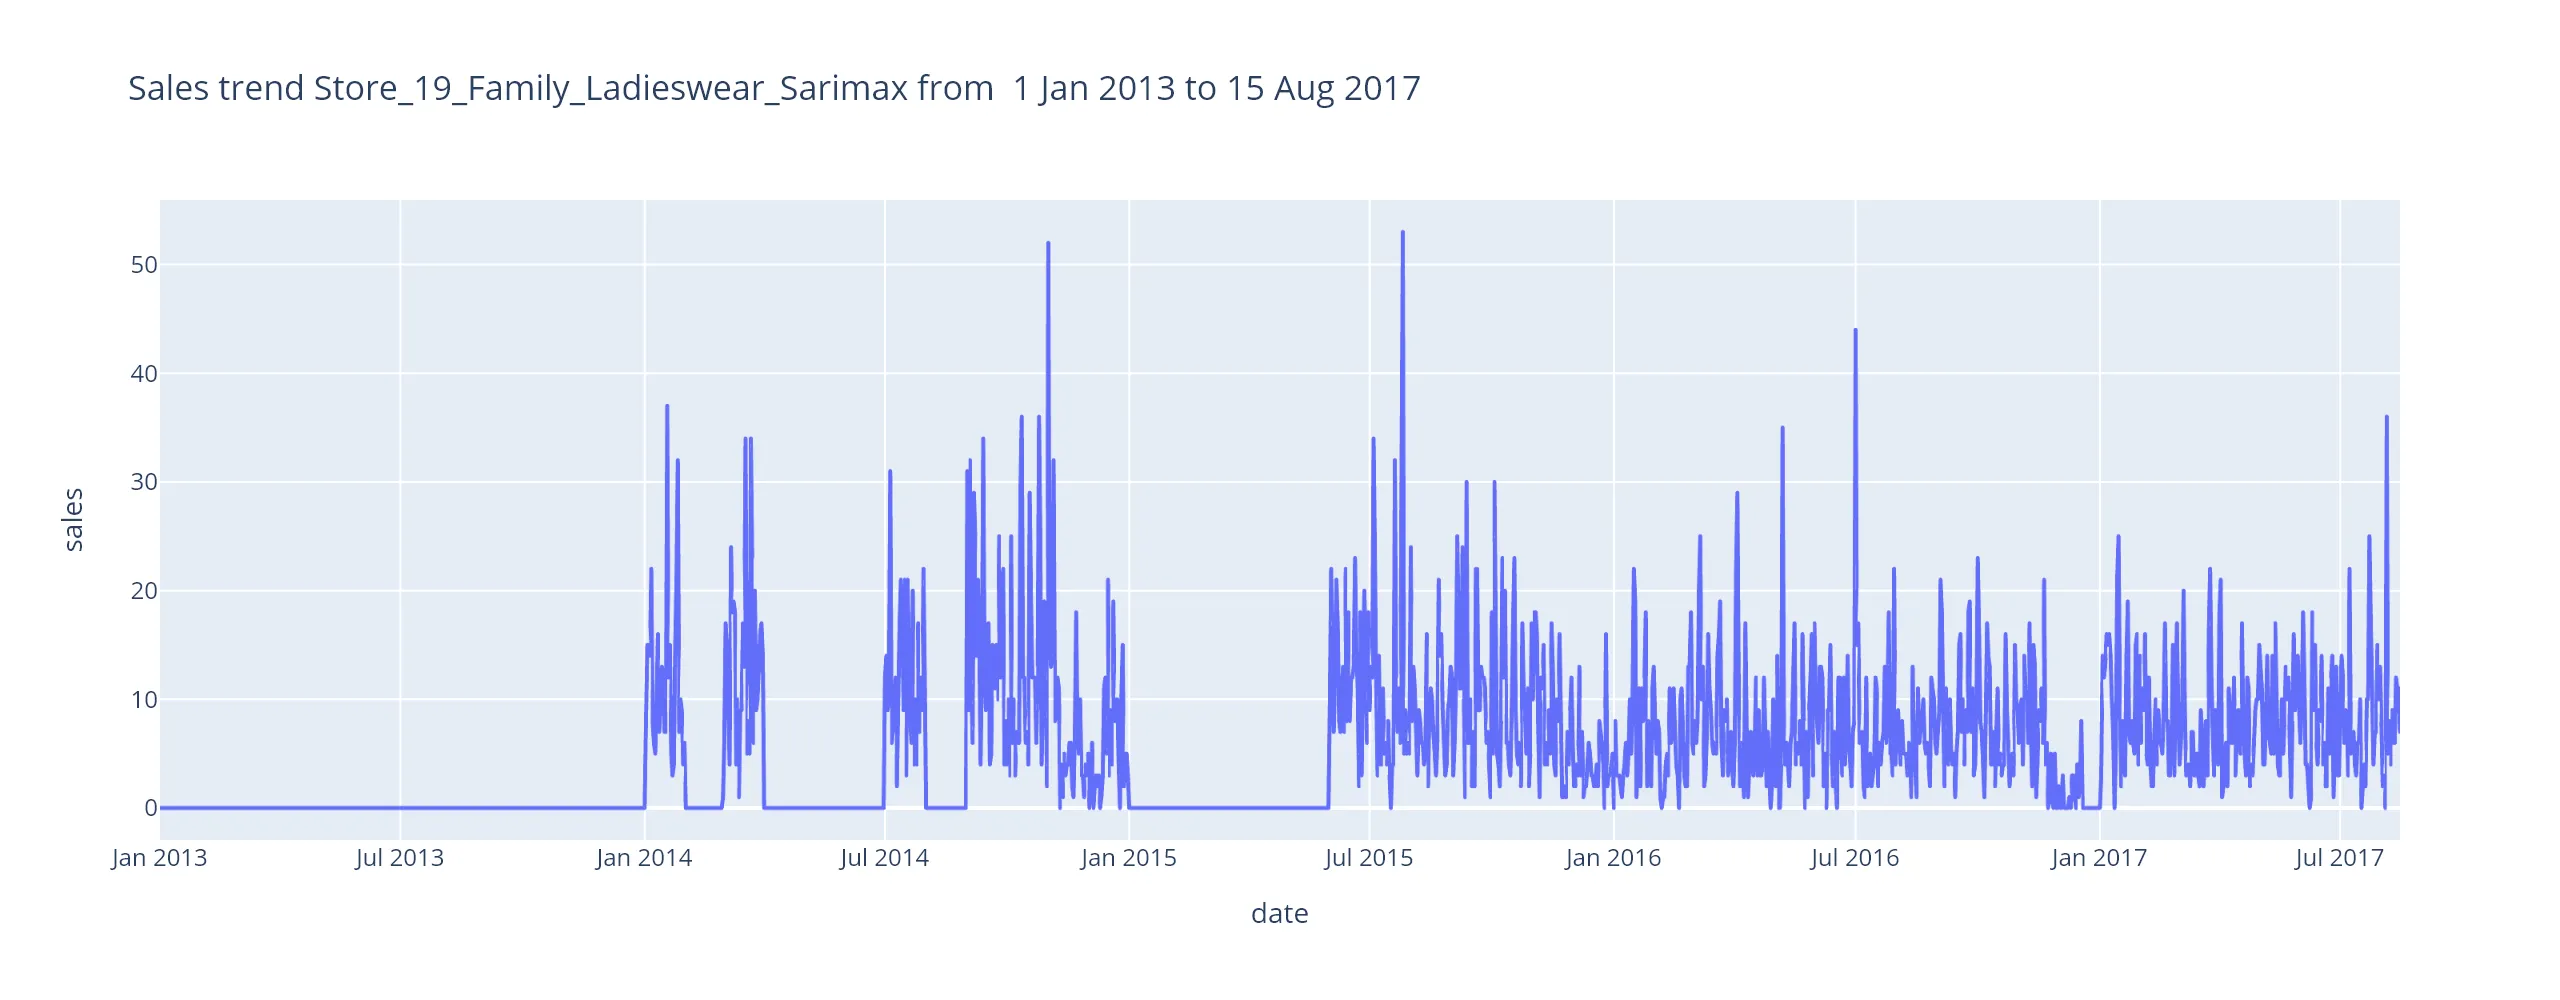 Sales trend Store_19_Family_Ladieswear_Sarimax from  1 Jan 2013 to 15 Aug 2017
50
40
30
20
10
0
sales
Jan 2013
Jul 2013
Jan 2014
Jul 2014
Jan 2015
Jul 2015
Jan 2016
Jul 2016
Jan 2017
Jul 2017
date